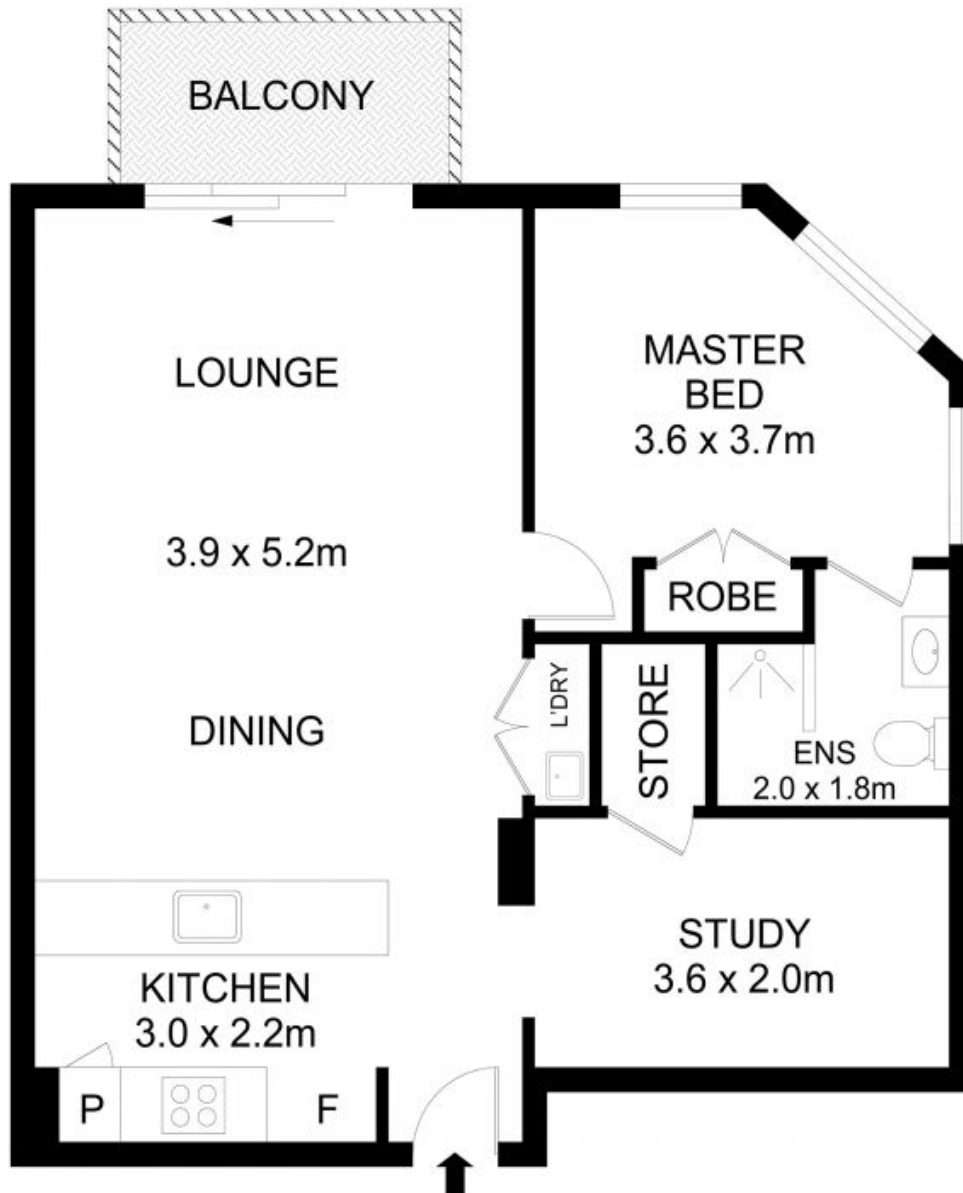 BALCONY
LOUNGE
3.9 x 5.2m
DINING
MASTER
BED
3.6 x 3.7m
ROBE
L'DRY
STORE
ENS
2.0 x 1.8m
STUDY
3.6 x 2.0m
KITCHEN
3.0 x 2.2m
P
F